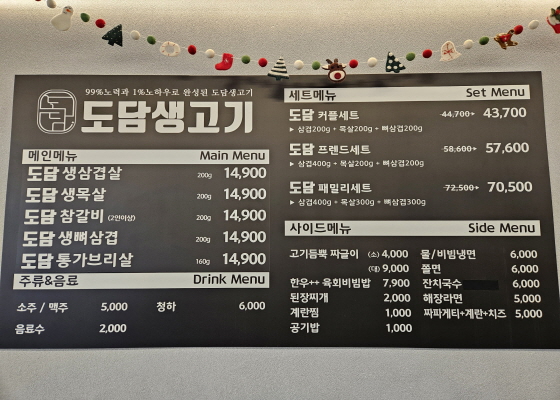 99%노력과 1%노하우로 완성된 도담생고기
도담 도담생고기
메인메뉴 Main Menu
도담 생삼겹살 200g 14,900
도담 생목살 200g 14,900
도담 참갈비 (2인이상) 200g 14,900
도담 생뼈삼겹 200g 14,900
도담 통가브리살 160g 14,900
주류&음료 Drink Menu
소주 / 맥주 5,000 청하 6,000
음료수 2,000
세트메뉴 Set Menu
도담 커플세트 44,700 43,700
▶ 삼겹200g + 목살200g + 뼈삼겹200g
도담 프렌드세트 58,600 57,600
▶ 삼겹400g + 목살200g + 뼈삼겹200g
도담 패밀리세트 72,500 70,500
▶ 삼겹400g + 목살300g + 뼈삼겹300g
사이드메뉴 Side Menu
고기듬뿍 짜글이 (소) 4,000 물/비빔냉면 6,000
(대) 9,000 쫄면 6,000
한우++ 육회비빔밥 7,900 잔치국수 6,000
된장찌개 2,000 해장라면 5,000
계란찜 1,000 짜파게티+계란+치즈 5,000
공기밥 1,000